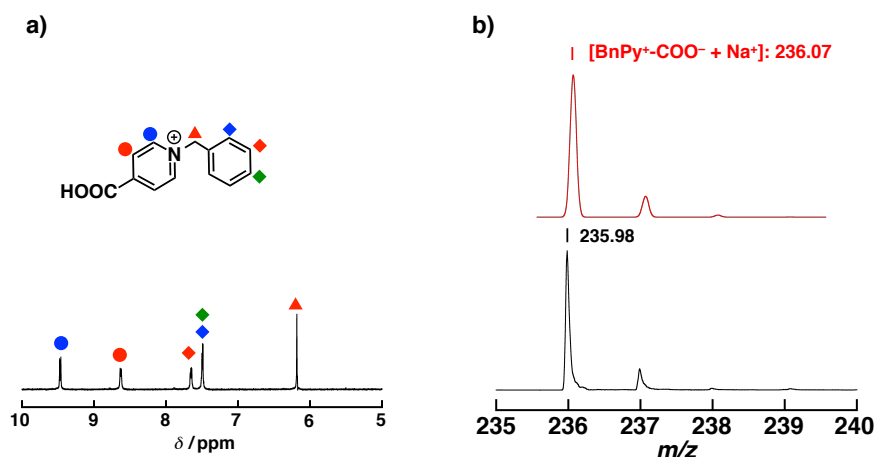 a)
HOOC
N
+
10 9 8 7 6 5
δ / ppm
b)
[BnPy⁺-COO⁻ + Na⁺]: 236.07
235.98
235 236 237 238 239 240
m/z